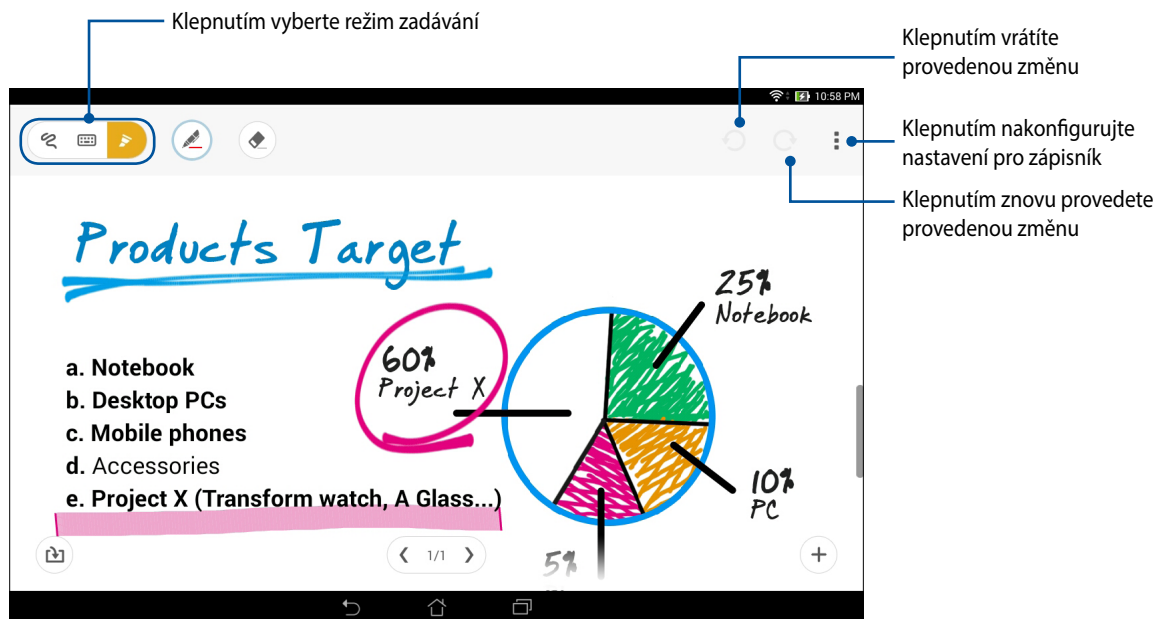 Klepnutím vyberte režim zadávání
Klepnutím vrátíte
provedenou změnu
10:58 PM
Klepnutím nakonfigurujte
nastavení pro zápisník
Klepnutím znovu provedete
provedenou změnu
Products Target
25%
Notebook
60%
Project X
a. Notebook
b. Desktop PCs
c. Mobile phones
d. Accessories
e. Project X (Transform watch, A Glass...)
10%
PC
5%
1/1